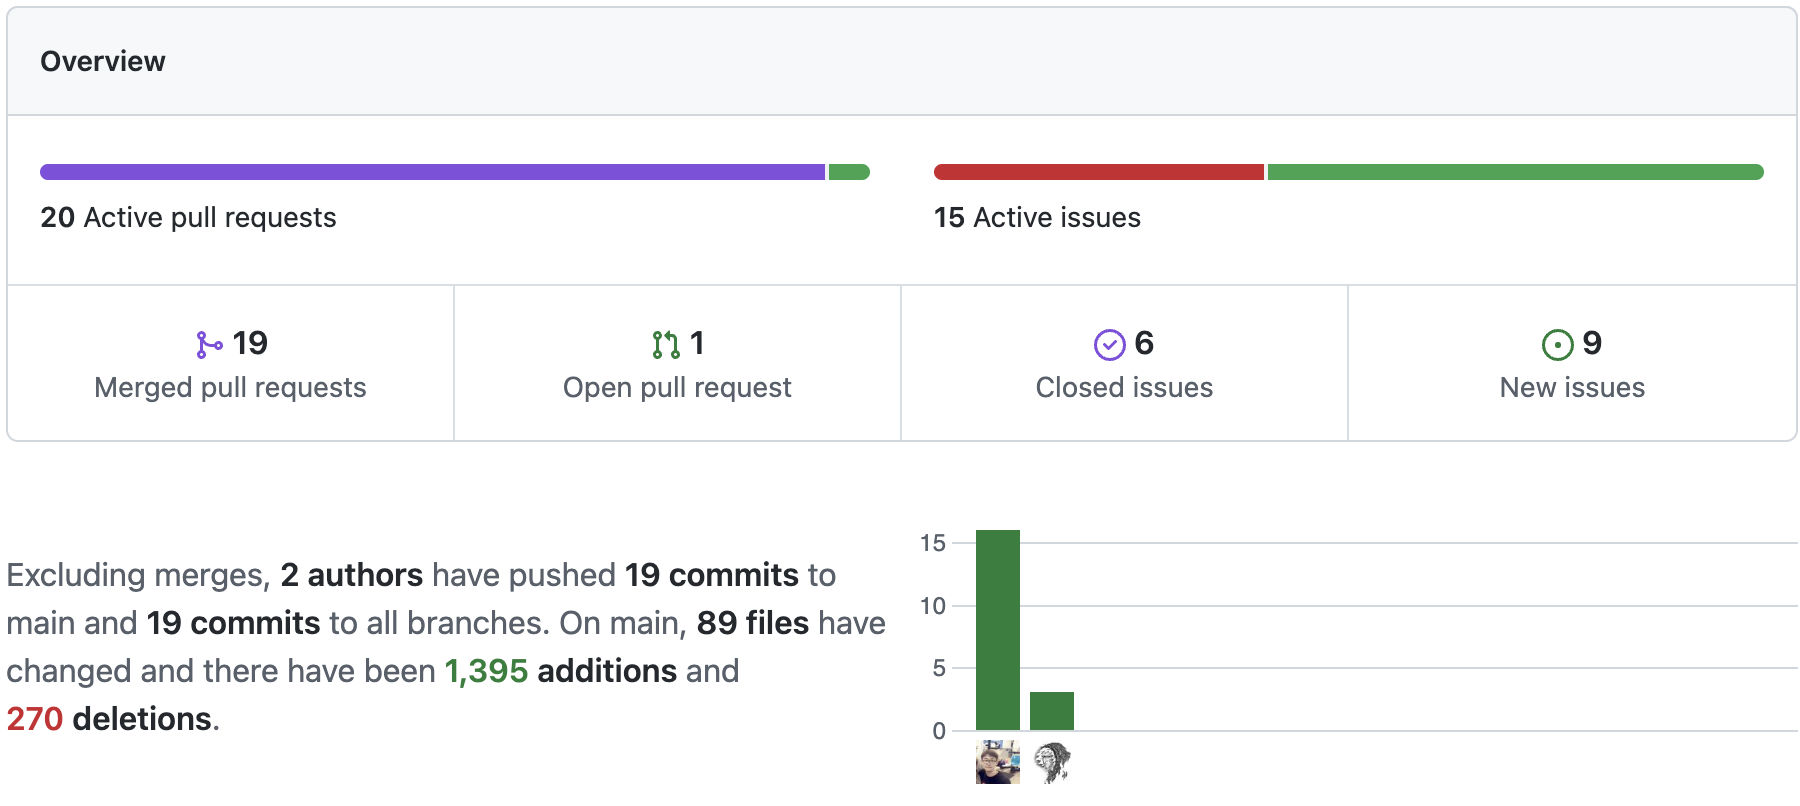 Overview
20 Active pull requests
15 Active issues
19
Merged pull requests
1
Open pull request
6
Closed issues
9
New issues
Excluding merges, 2 authors have pushed 19 commits to
main and 19 commits to all branches. On main, 89 files have
changed and there have been 1,395 additions and
270 deletions.
15
10
5
0